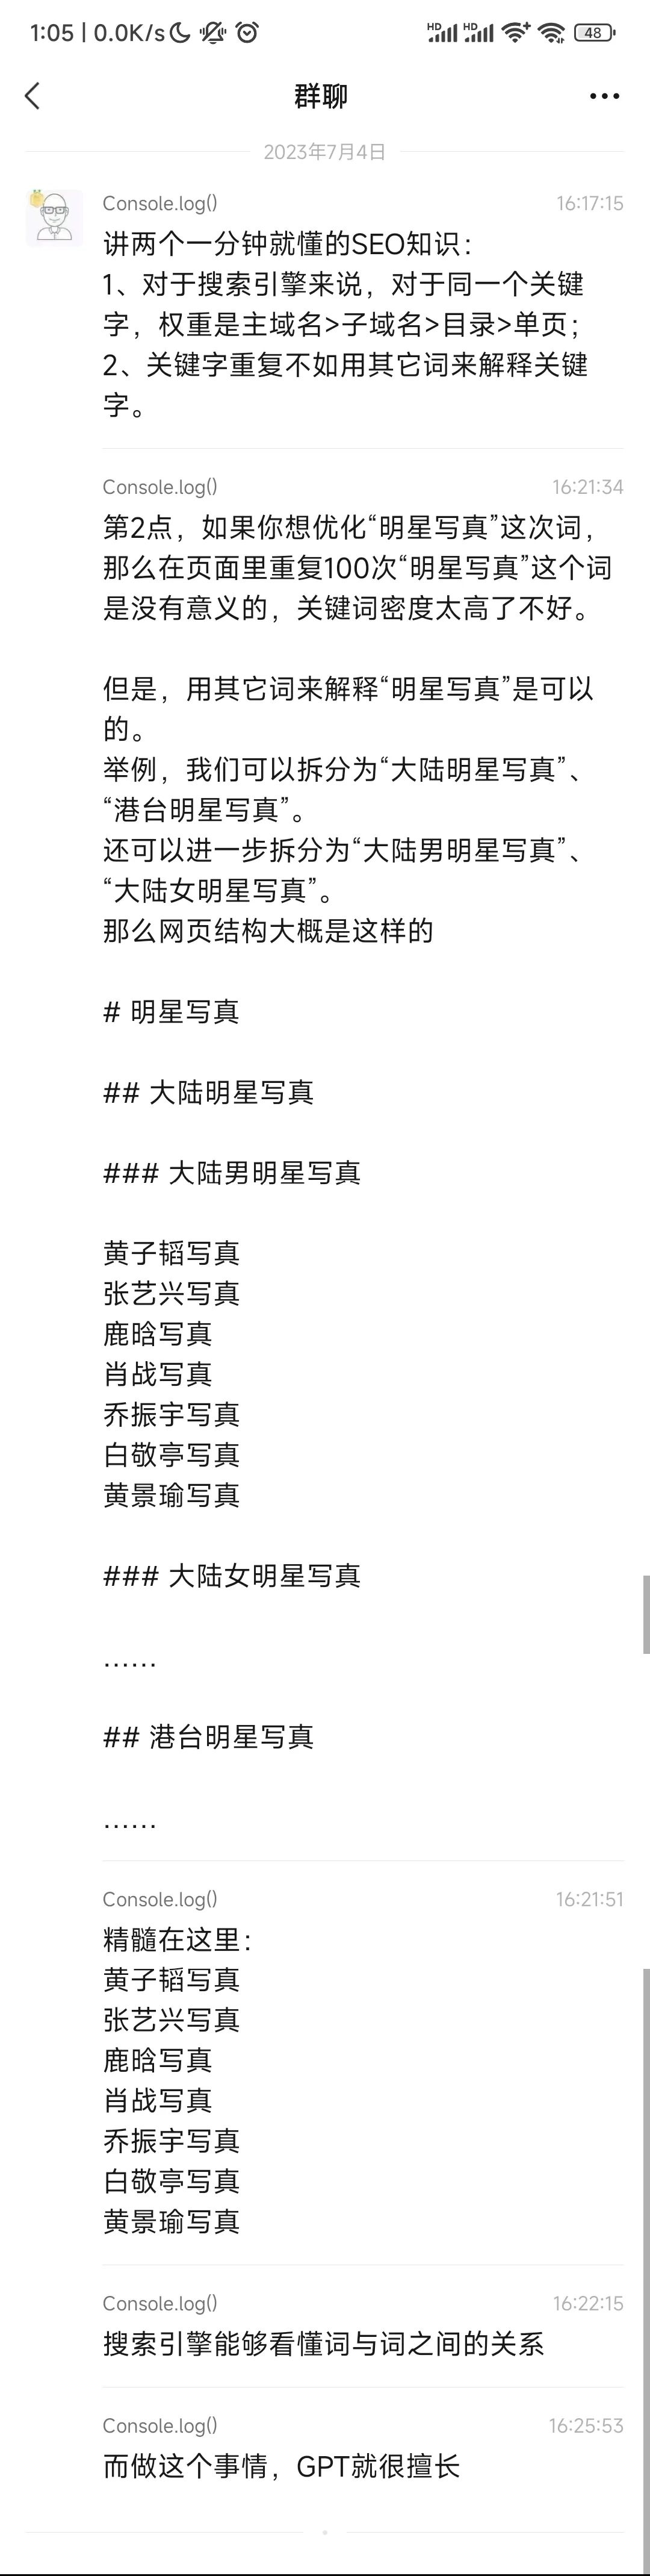 1:05 | 0.0K/s
HD HD 48
群聊
2023年7月4日
Console.log() 16:17:15
讲两个一分钟就懂的SEO知识：
1、对于搜索引擎来说，对于同一个关键
字，权重是主域名>子域名>目录>单页；
2、关键字重复不如用其它词来解释关键
字。
Console.log() 16:21:34
第2点，如果你想优化“明星写真”这次词，
那么在页面里重复100次“明星写真”这个词
是没有意义的，关键词密度太高了不好。
但是，用其它词来解释“明星写真”是可以
的。
举例，我们可以拆分为“大陆明星写真”、
“港台明星写真”。
还可以进一步拆分为“大陆男明星写真”、
“大陆女明星写真”。
那么网页结构大概是这样的
# 明星写真
## 大陆明星写真
### 大陆男明星写真
黄子韬写真
张艺兴写真
鹿晗写真
肖战写真
乔振宇写真
白敬亭写真
黄景瑜写真
### 大陆女明星写真
……
## 港台明星写真
……
Console.log() 16:21:51
精髓在这里：
黄子韬写真
张艺兴写真
鹿晗写真
肖战写真
乔振宇写真
白敬亭写真
黄景瑜写真
Console.log() 16:22:15
搜索引擎能够看懂词与词之间的关系
Console.log() 16:25:53
而做这个事情，GPT就很擅长